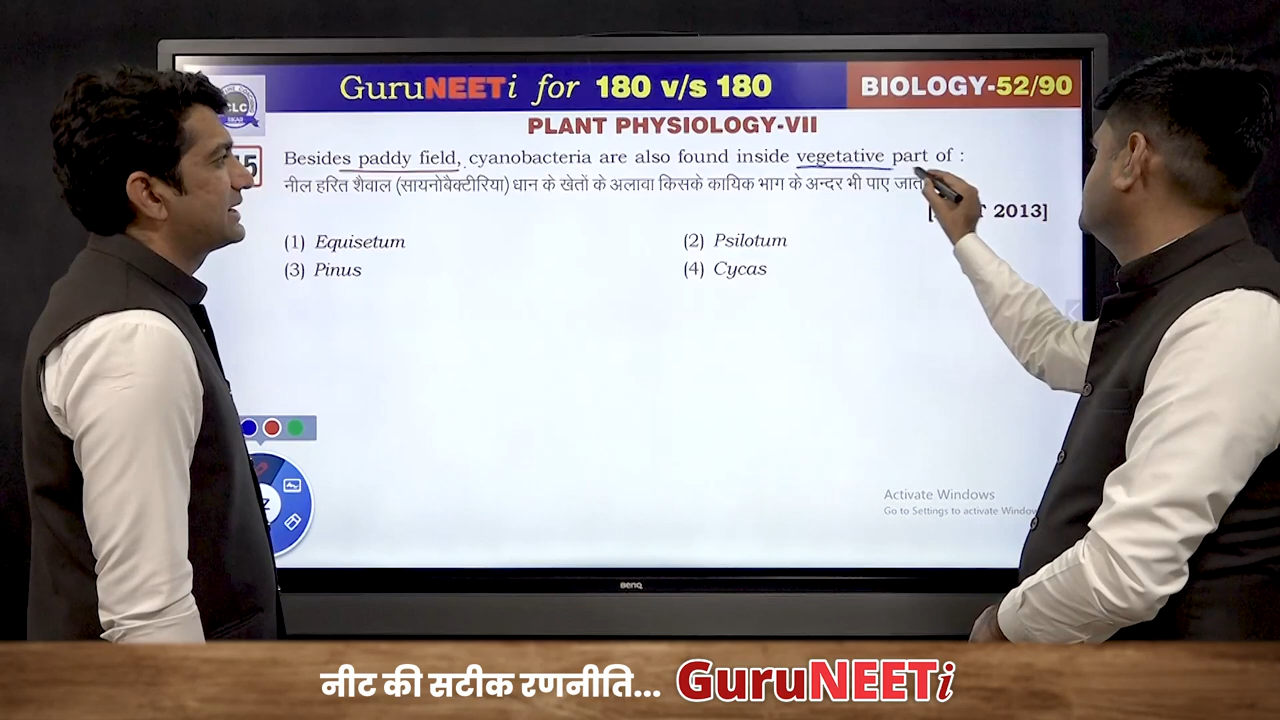 GuruNEETi for 180 v/s 180
BIOLOGY-52/90
CLC
SIKAR
PLANT PHYSIOLOGY-VII
Besides paddy field, cyanobacteria are also found inside vegetative part of :
नील हरित शैवाल (सायनोबैक्टीरिया) धान के खेतों के अलावा किसके कायिक भाग के अन्दर भी पाए जाते
2013]
(1) Equisetum
(2) Psilotum
(3) Pinus
(4) Cycas
Activate Windows
Go to Settings to activate
BENQ
नीट की सटीक रणनीति... GuruNEETi